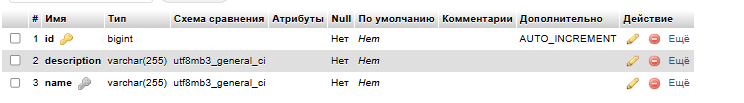 # Имя Тип Схема сравнения Атрибуты Null По умолчанию Комментарии Дополнительно Действие
1 id bigint Нет Нет AUTO_INCREMENT Ещё
2 description varchar(255) utf8mb3_general_ci Нет Нет Ещё
3 name varchar(255) utf8mb3_general_ci Нет Нет Ещё